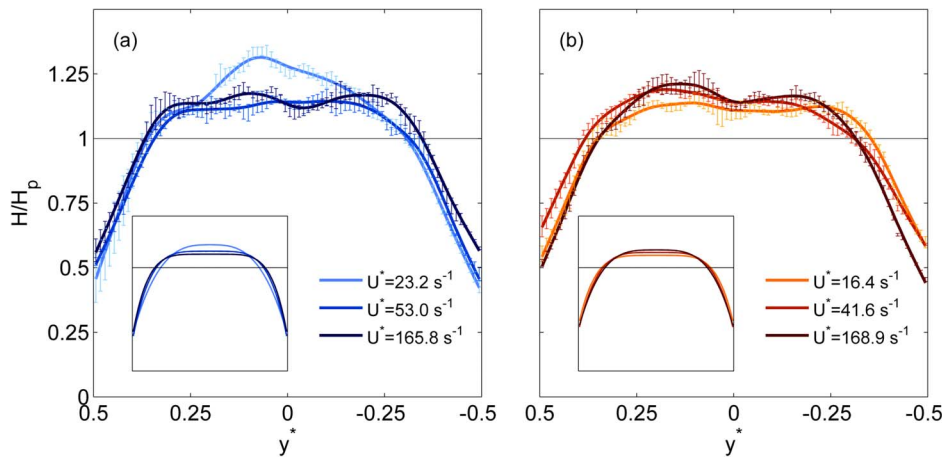 (a)
(b)
H/Hp
1.25
1
0.75
0.5
0.25
0
U*=23.2 s-1
U*=53.0 s-1
U*=165.8 s-1
U*=16.4 s-1
U*=41.6 s-1
U*=168.9 s-1
0.5 0.25 0 -0.25 -0.5
0.5 0.25 0 -0.25 -0.5
y*
y*